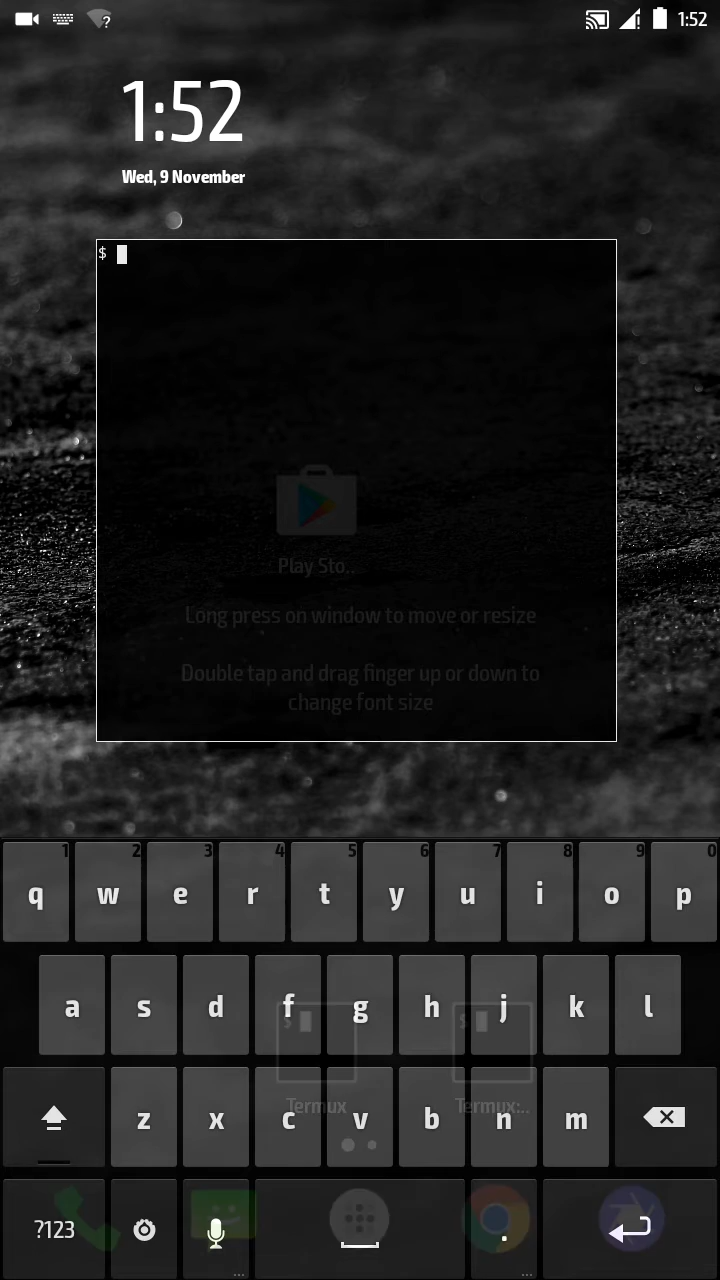 1:52
1:52
Wed, 9 November
$
Play Sto..
Long press on window to move or resize
Double tap and drag finger up or down to
change font size
1 2 3 4 5 6 7 8 9 0
q w e r t y u i o p
a s d f g h j k l
$ $
z x c v b n m
Termux Termux:..
?123 .
... ...